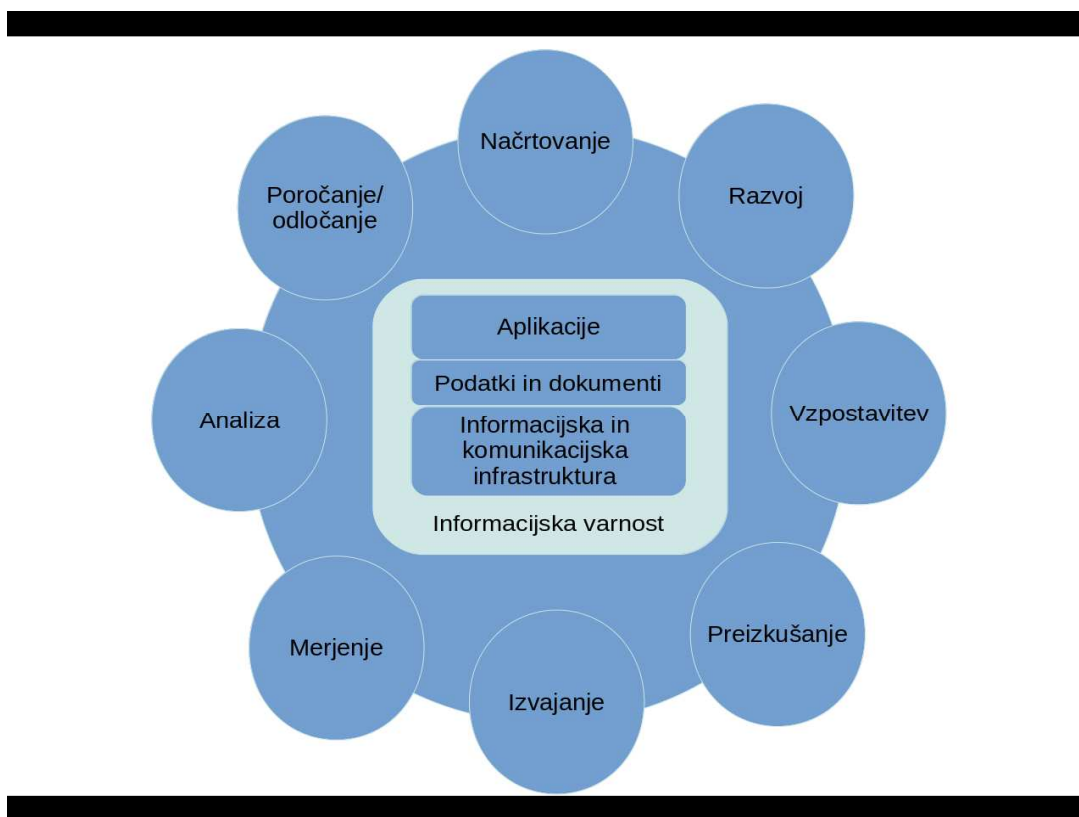 Načrtovanje
Razvoj
Vzpostavitev
Preizkušanje
Izvajanje
Merjenje
Analiza
Poročanje/
odločanje
Aplikacije
Podatki in dokumenti
Informacijska in
komunikacijska
infrastruktura
Informacijska varnost